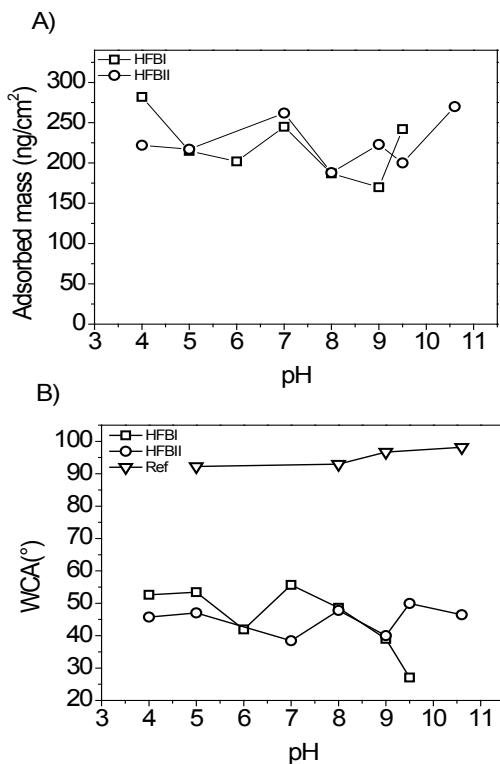 A)
HFBI
HFBII
300
250
200
150
100
50
0
Adsorbed mass (ng/cm²)
3 4 5 6 7 8 9 10 11
pH
B)
HFBI
HFBII
Ref
100
90
80
70
60
50
40
30
20
WCA(°)
3 4 5 6 7 8 9 10 11
pH